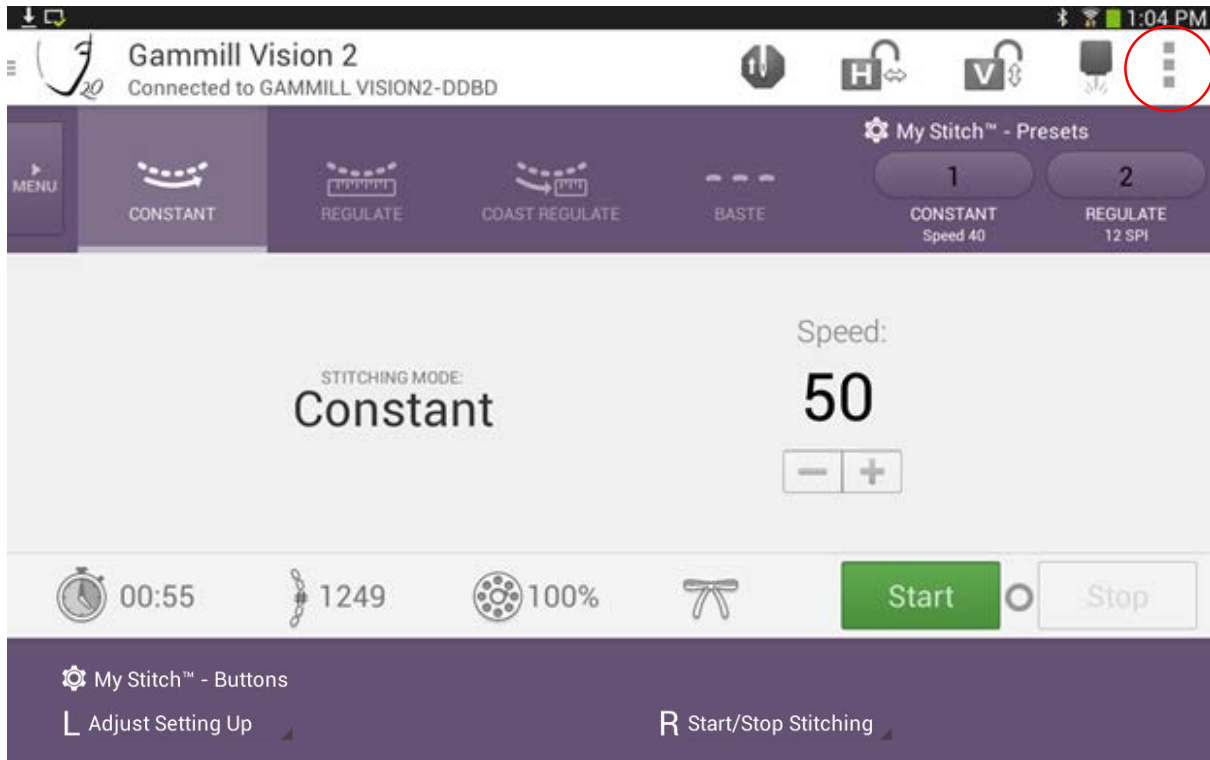 1:04 PM
Gammill Vision 2
Connected to GAMMILL VISION2-DDBD
20
H
V
My Stitch™ - Presets
MENU
CONSTANT
REGULATE
COAST REGULATE
BASTE
1
2
CONSTANT
REGULATE
Speed 40
12 SPI
Speed:
50
STITCHING MODE:
Constant
00:55
1249
100%
Start
Stop
My Stitch™ - Buttons
L Adjust Setting Up
R Start/Stop Stitching